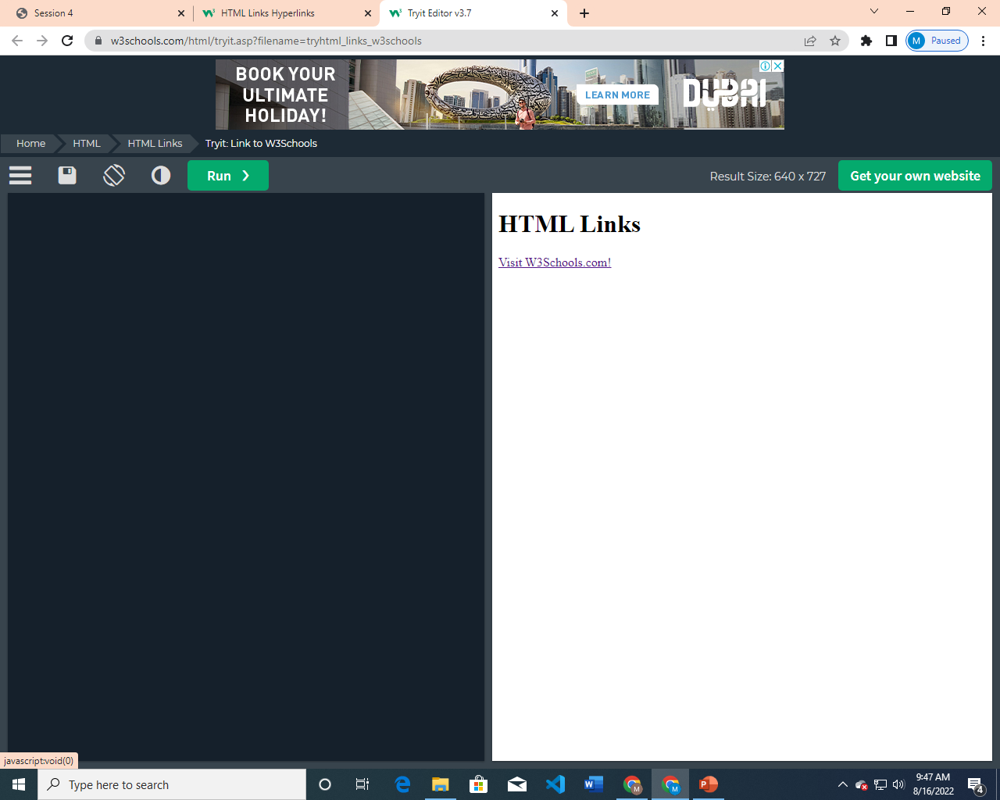 Session 4
HTML Links Hyperlinks
Tryit Editor v3.7
w3schools.com/html/tryit.asp?filename=tryhtml_links_w3schools
M Paused
BOOK YOUR
ULTIMATE
HOLIDAY!
LEARN MORE
DUBAI
Home
HTML
HTML Links
Tryit: Link to W3Schools
Run ❯
Result Size: 640 x 727
Get your own website
HTML Links
Visit W3Schools.com!
javascript:void(0)
Type here to search
9:47 AM
8/16/2022
4